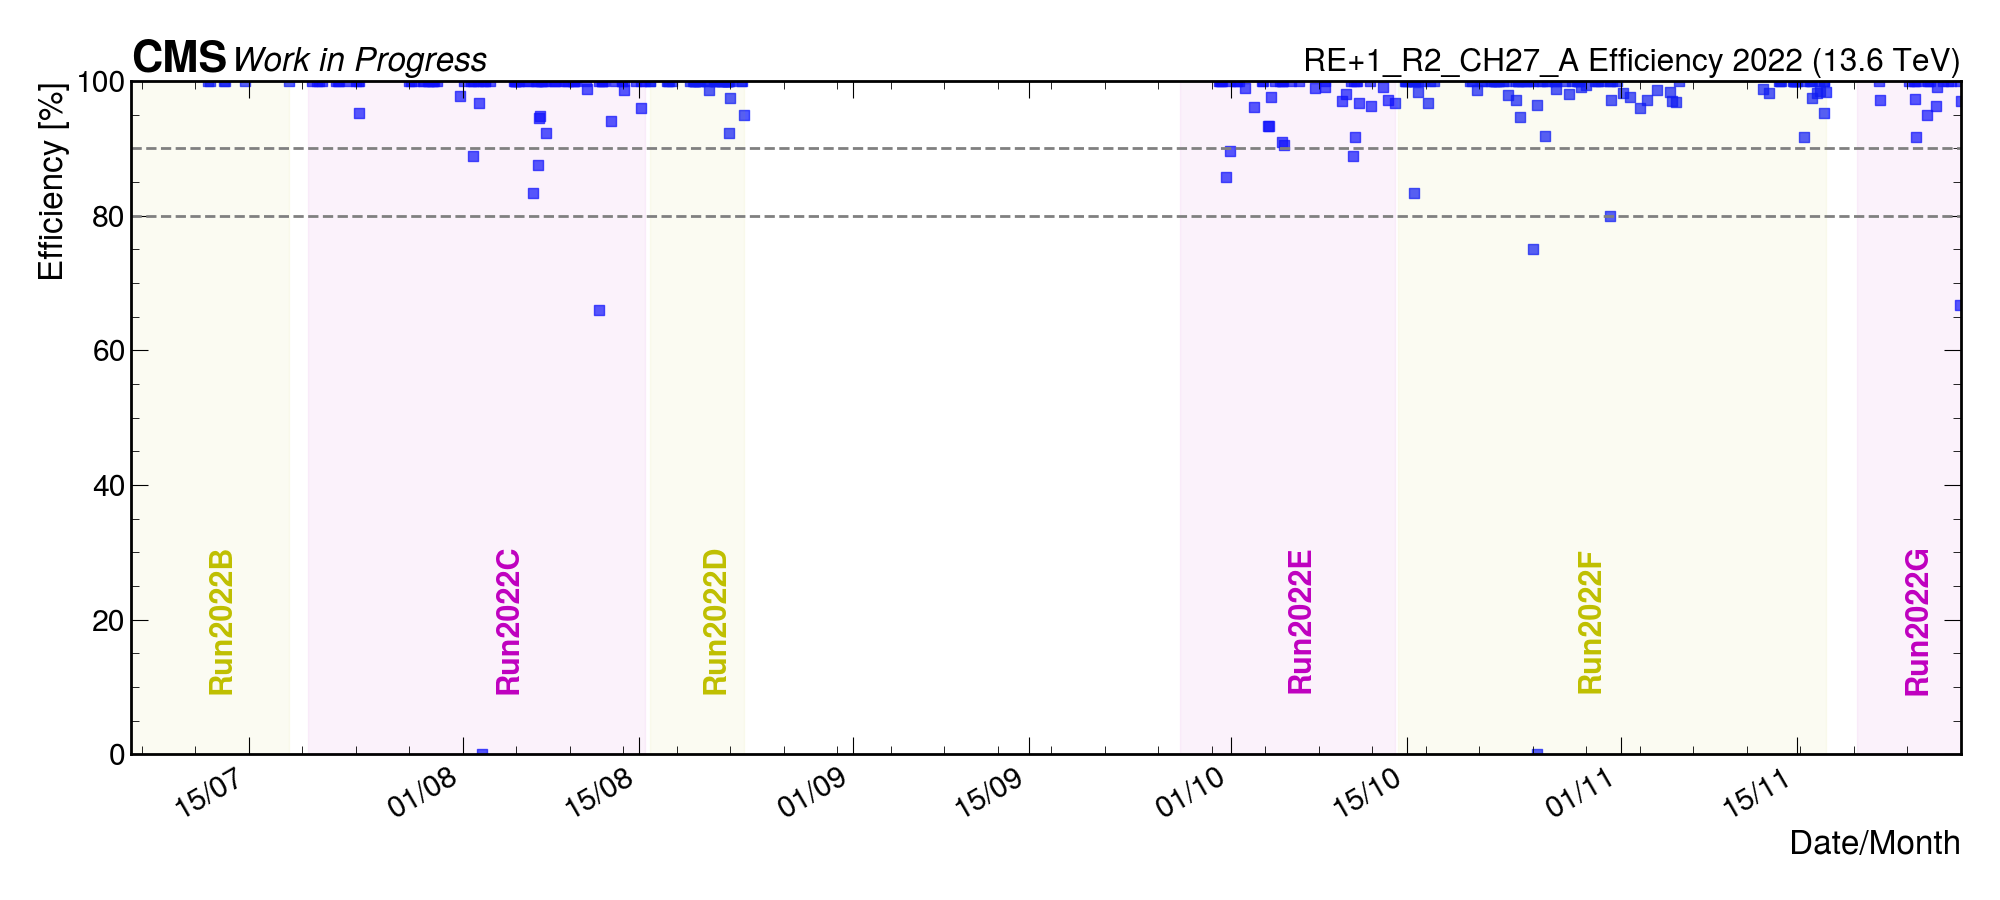 CMS Work in Progress
RE+1_R2_CH27_A Efficiency 2022 (13.6 TeV)
Efficiency [%]
100
80
60
40
20
0
Run2022B
Run2022C
Run2022D
Run2022E
Run2022F
Run2022G
15/07
01/08
15/08
01/09
15/09
01/10
15/10
01/11
15/11
Date/Month